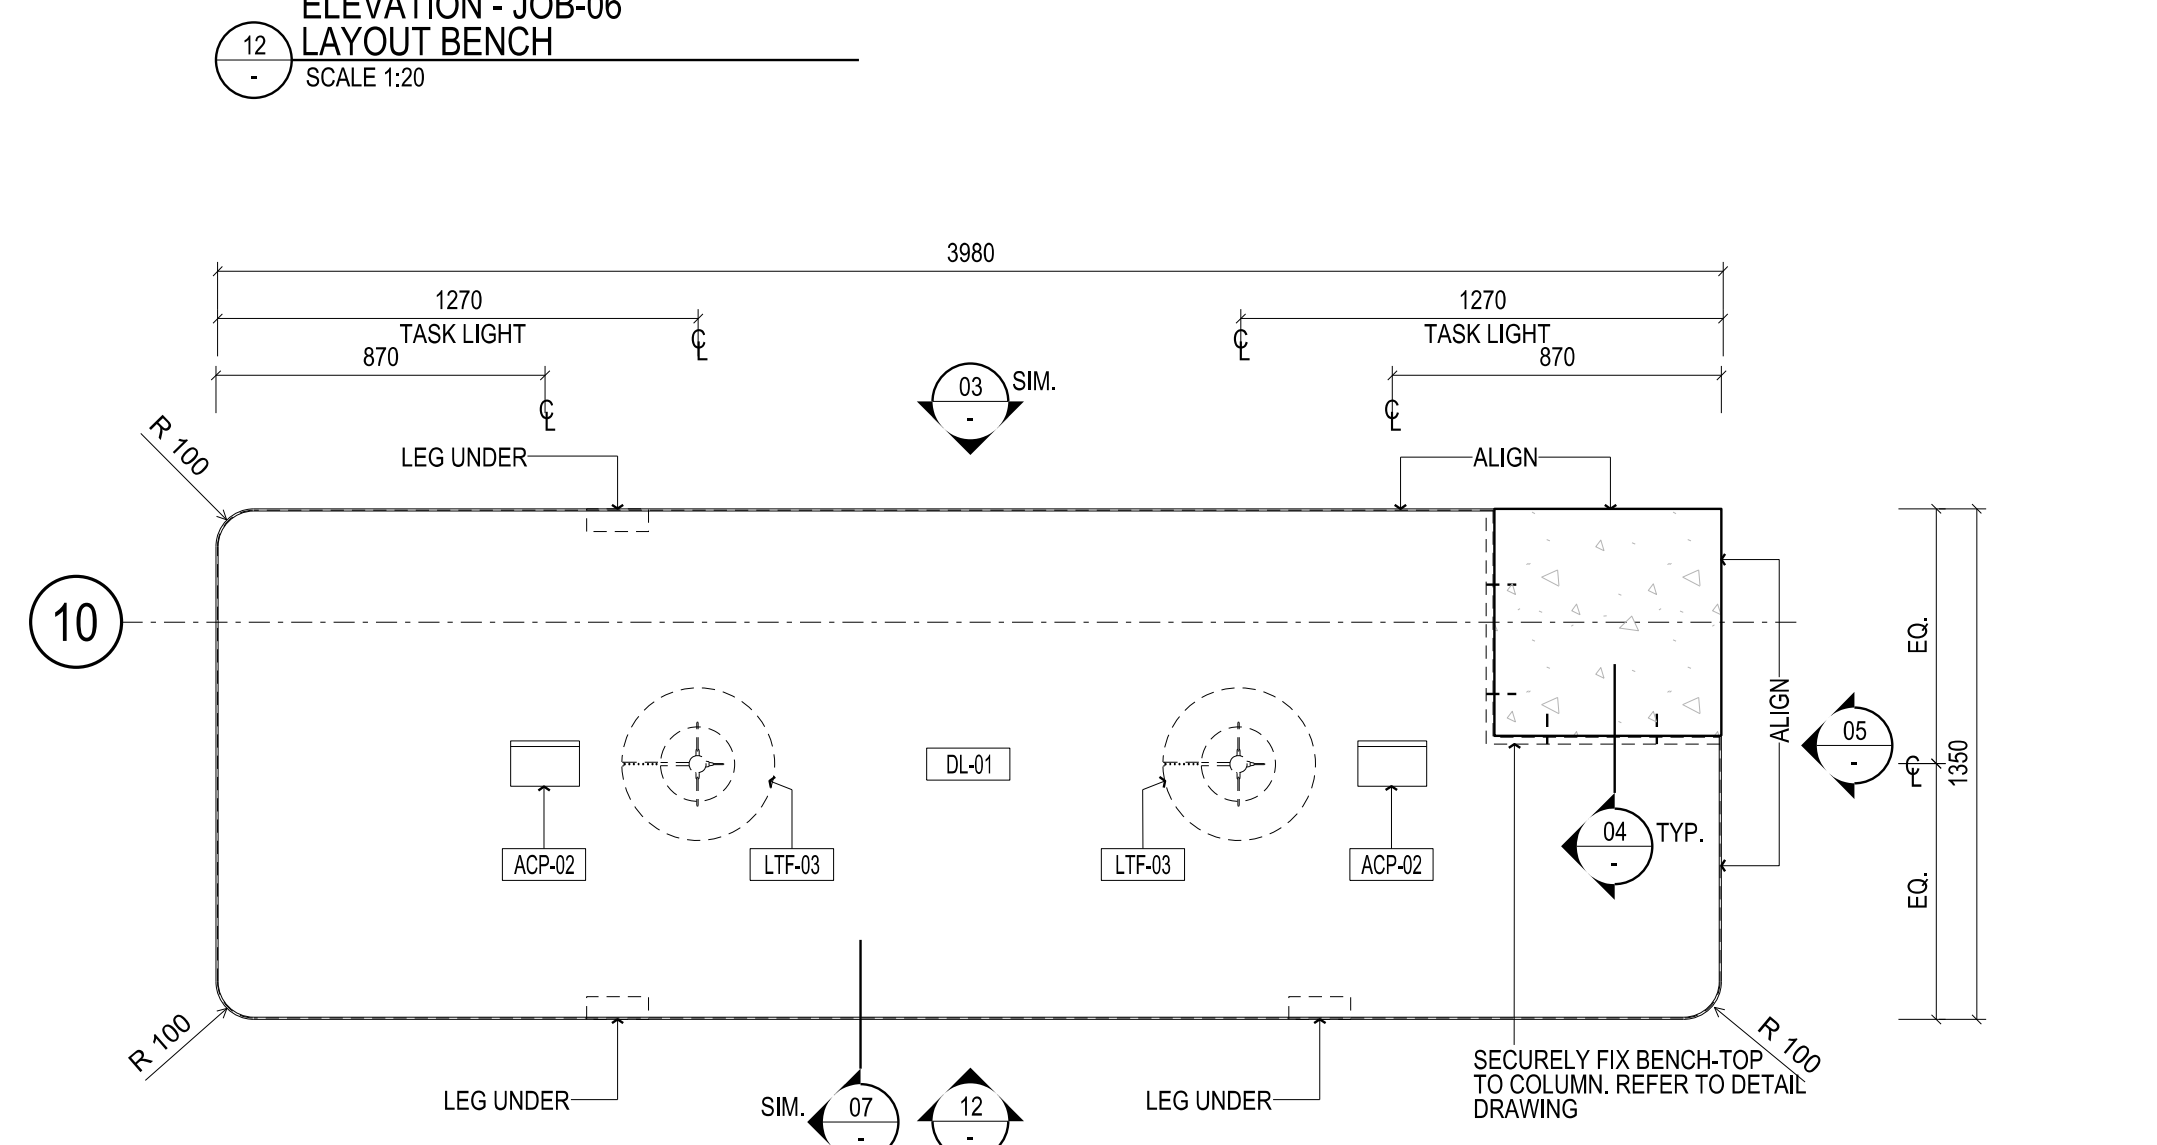 ELEVATION - JOB-06
12
LAYOUT BENCH
-
SCALE 1:20
3980
1270
1270
TASK LIGHT
TASK LIGHT
870
870
℄
℄
℄
℄
03
-
SIM.
R 100
LEG UNDER
ALIGN
10
EQ.
ALIGN
05
-
℄
1350
DL-01
04
-
TYP.
ACP-02
LTF-03
LTF-03
ACP-02
EQ.
R 100
R 100
SECURELY FIX BENCH-TOP
TO COLUMN. REFER TO DETAIL
DRAWING
LEG UNDER
SIM.
07
-
12
-
LEG UNDER